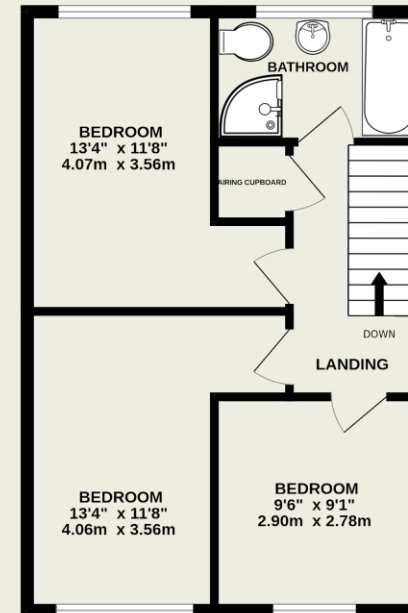 BATHROOM
BEDROOM
13'4" x 11'8"
4.07m x 3.56m
AIRING CUPBOARD
DOWN
LANDING
BEDROOM
13'4" x 11'8"
4.06m x 3.56m
BEDROOM
9'6" x 9'1"
2.90m x 2.78m